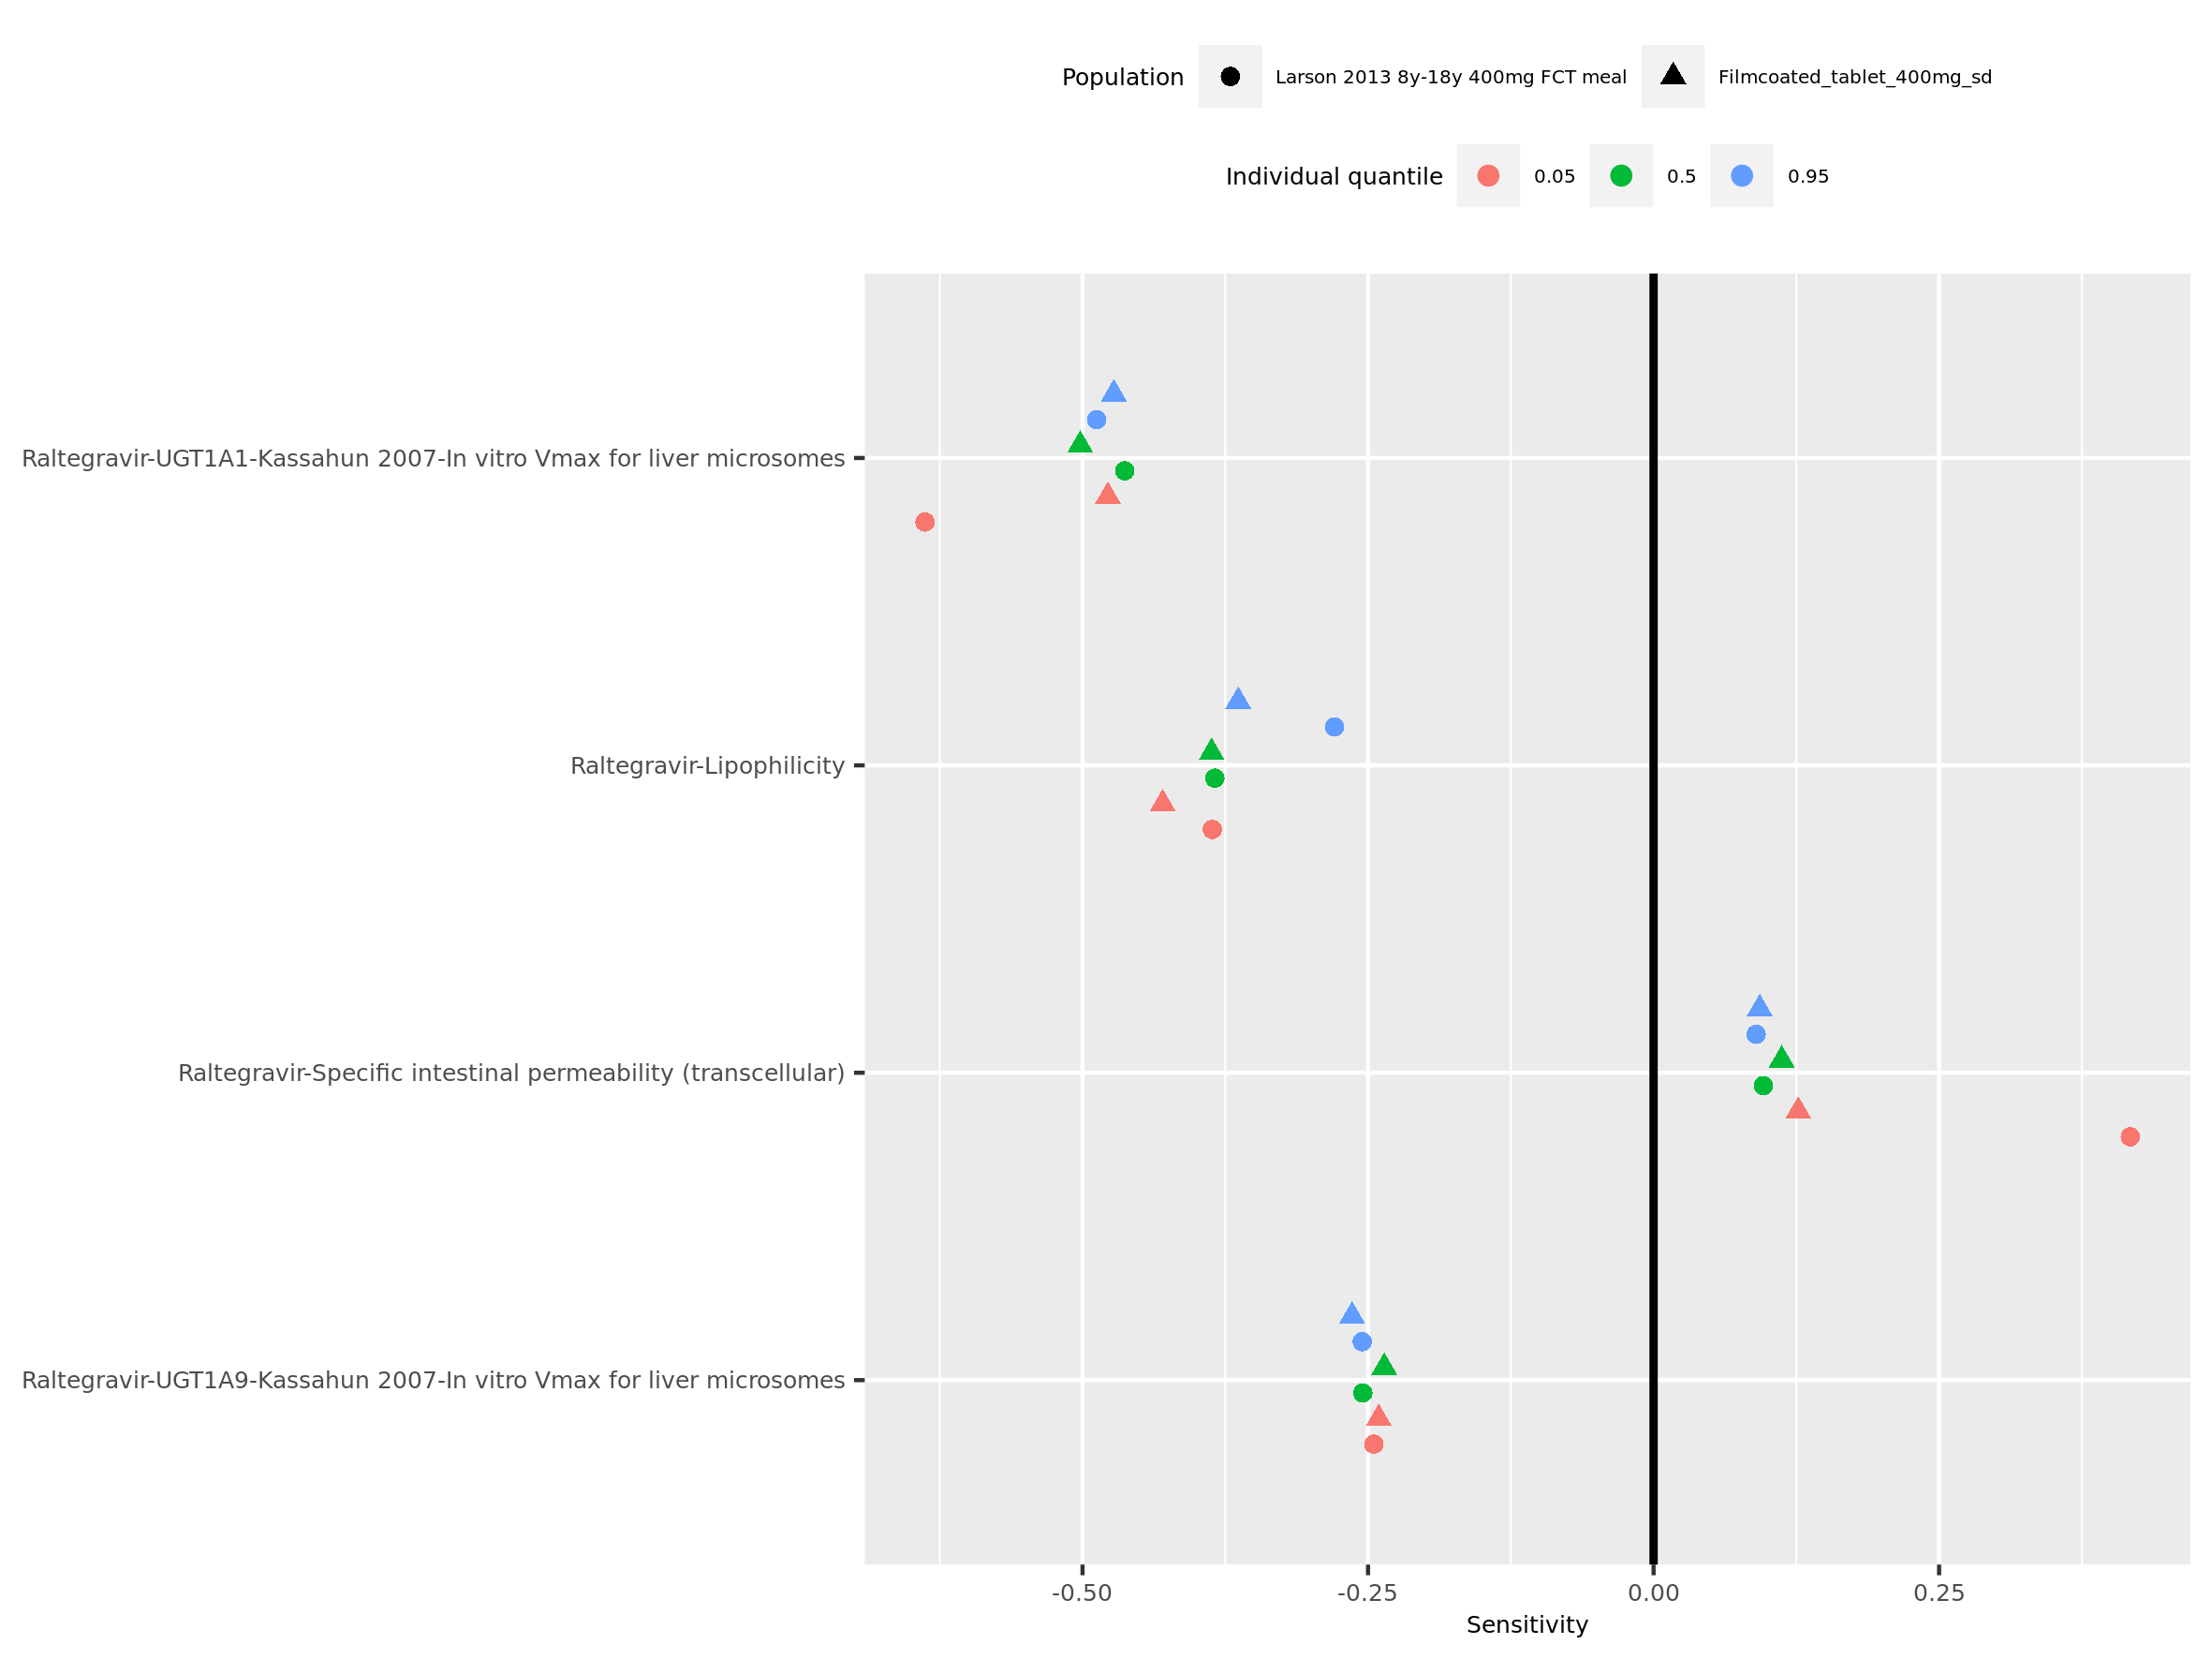 Population Larson 2013 8y-18y 400mg FCT meal Filmcoated_tablet_400mg_sd
Individual quantile 0.05 0.5 0.95
Raltegravir-UGT1A1-Kassahun 2007-In vitro Vmax for liver microsomes
Raltegravir-Lipophilicity
Raltegravir-Specific intestinal permeability (transcellular)
Raltegravir-UGT1A9-Kassahun 2007-In vitro Vmax for liver microsomes
-0.50 -0.25 0.00 0.25
Sensitivity